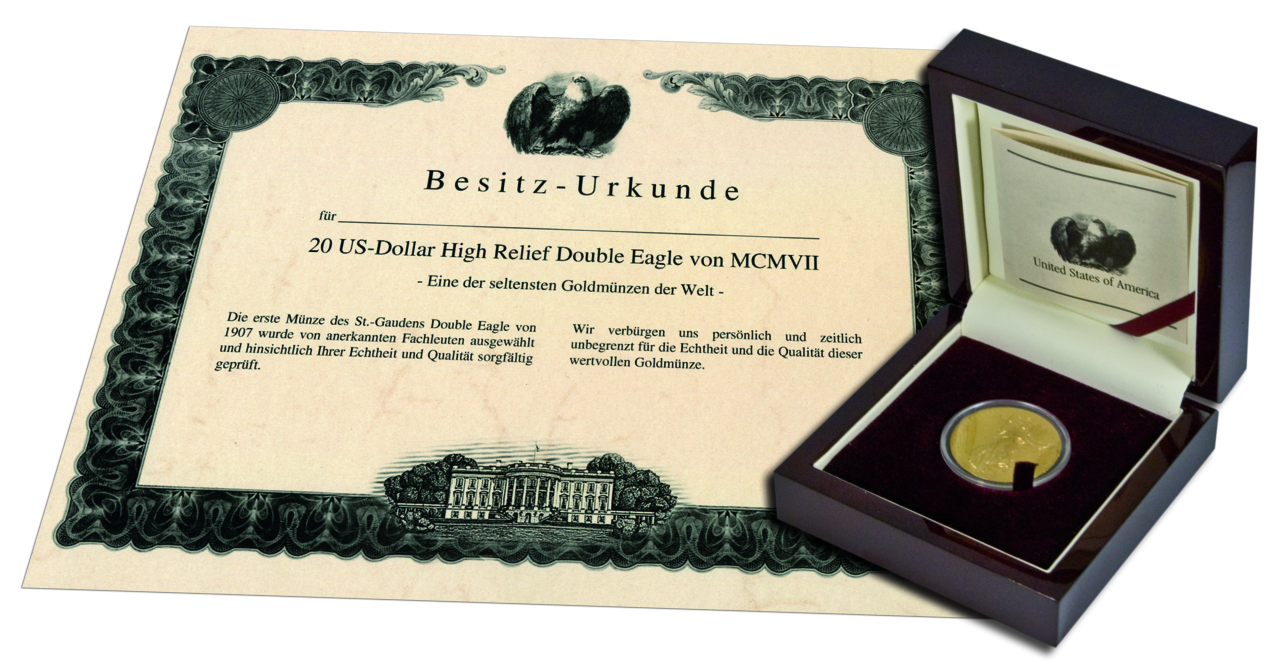 Besitz-Urkunde
für
20 US-Dollar High Relief Double Eagle von MCMVII
- Eine der seltensten Goldmünzen der Welt -
Die erste Münze des St.-Gaudens Double Eagle von
1907 wurde von anerkannten Fachleuten ausgewählt
und hinsichtlich Ihrer Echtheit und Qualität sorgfältig
geprüft.
Wir verbürgen uns persönlich und zeitlich
unbegrenzt für die Echtheit und die Qualität dieser
wertvollen Goldmünze.
United States of America